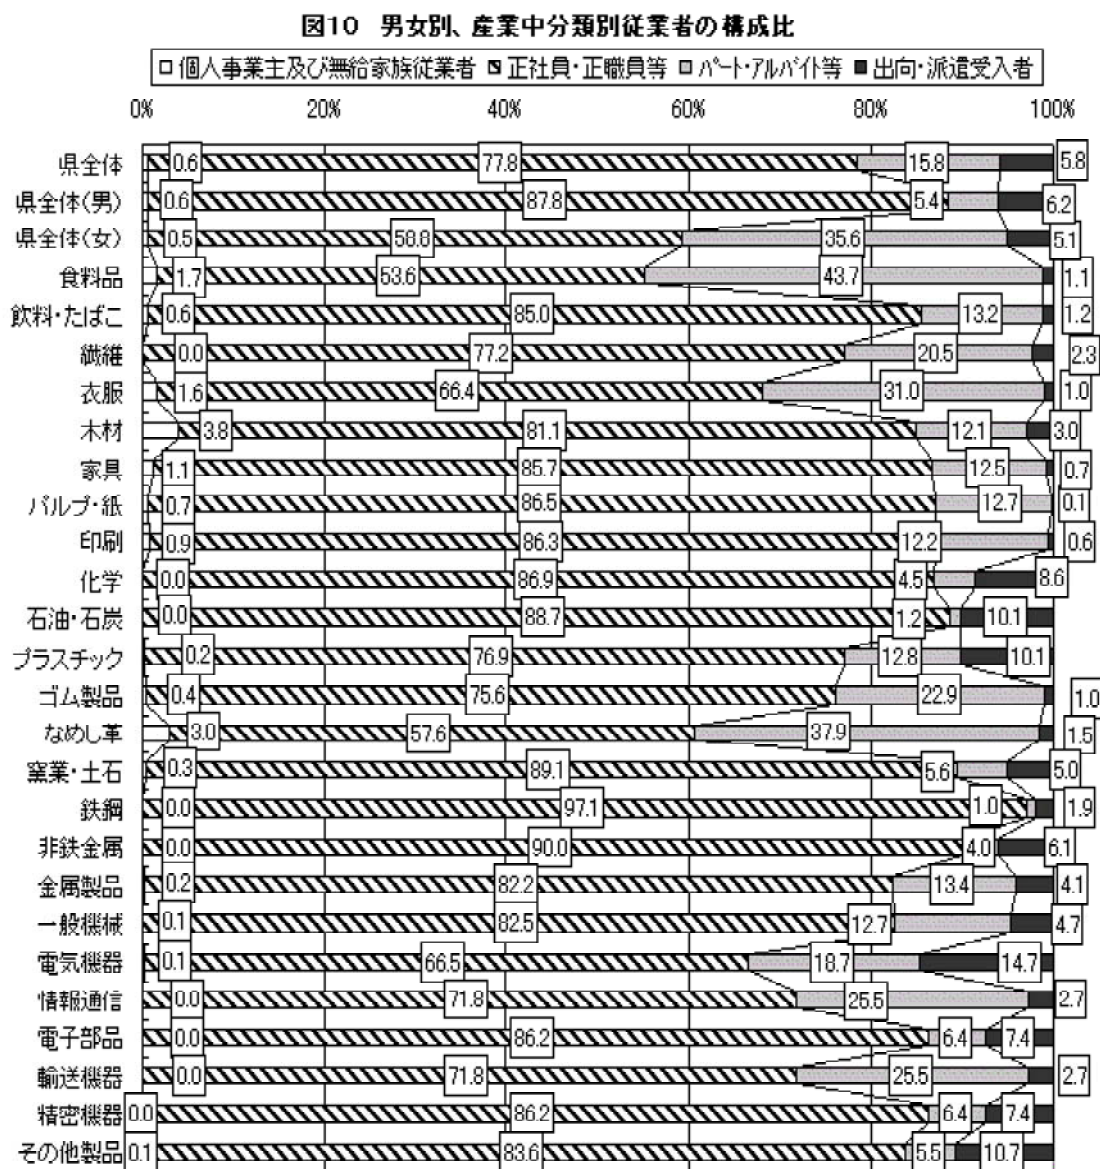 図10 男女別、産業中分類別従業者の構成比
□個人事業主及び無給家族従業者 正社員・正職員等 パート・アルバイト等 ■出向・派遣受入者
0% 20% 40% 60% 80% 100%
県全体 0.6 77.8 15.8 5.8
県全体(男) 0.6 87.8 5.4 6.2
県全体(女) 0.5 58.8 35.6 5.1
食料品 1.7 53.6 43.7 1.1
飲料・たばこ 0.6 85.0 13.2 1.2
繊維 0.0 77.2 20.5 2.3
衣服 1.6 66.4 31.0 1.0
木材 3.8 81.1 12.1 3.0
家具 1.1 85.7 12.5 0.7
パルプ・紙 0.7 86.5 12.7 0.1
印刷 0.9 86.3 12.2 0.6
化学 0.0 86.9 4.5 8.6
石油・石炭 0.0 88.7 1.2 10.1
プラスチック 0.2 76.9 12.8 10.1
ゴム製品 0.4 75.6 22.9 1.0
なめし革 3.0 57.6 37.9 1.5
窯業・土石 0.3 89.1 5.6 5.0
鉄鋼 0.0 97.1 1.0 1.9
非鉄金属 0.0 90.0 4.0 6.1
金属製品 0.2 82.2 13.4 4.1
一般機械 0.1 82.5 12.7 4.7
電気機器 0.1 66.5 18.7 14.7
情報通信 0.0 71.8 25.5 2.7
電子部品 0.0 86.2 6.4 7.4
輸送機器 0.0 71.8 25.5 2.7
精密機器 0.0 86.2 6.4 7.4
その他製品 0.1 83.6 5.5 10.7